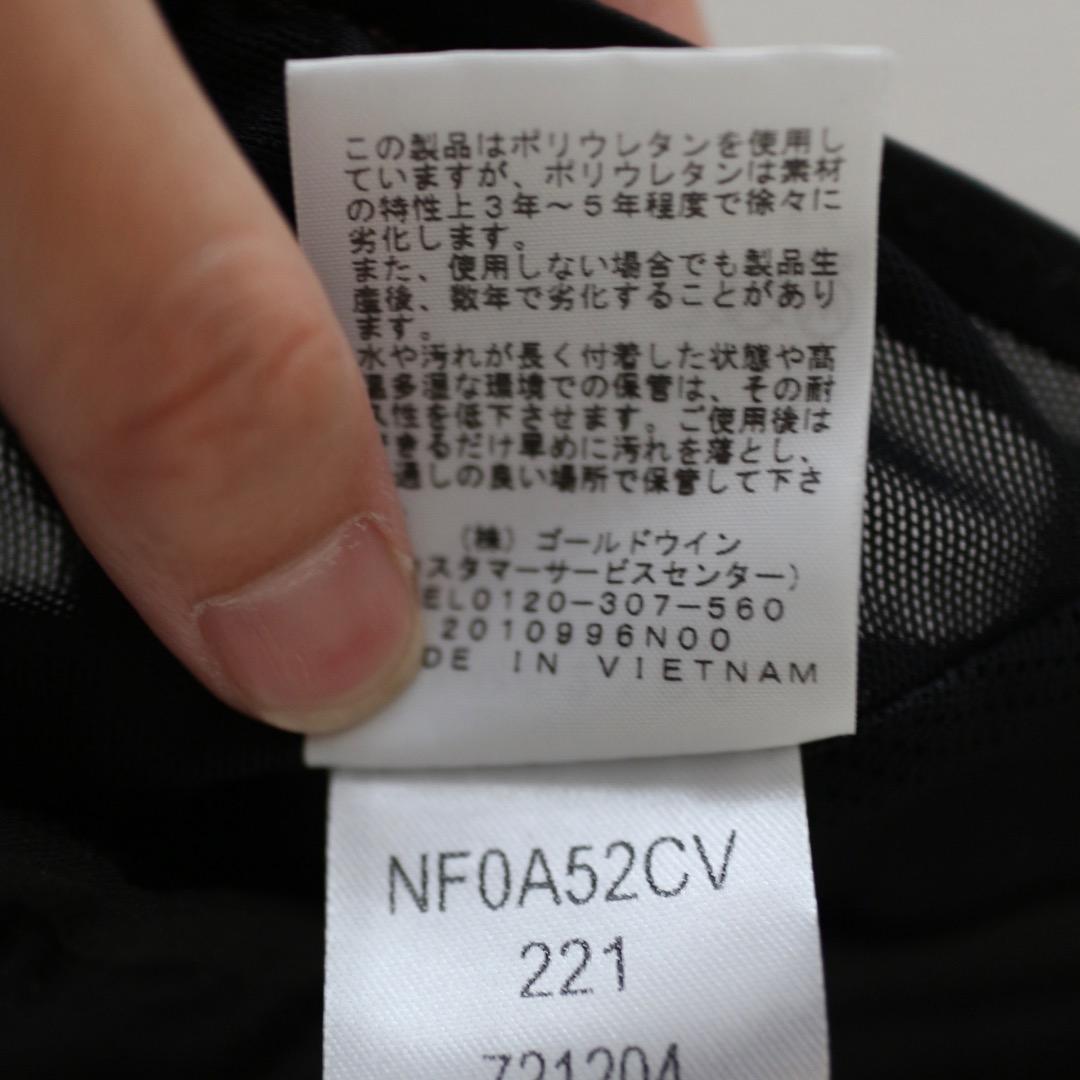 この製品はポリウレタンを使用し
ていますが、ポリウレタンは素材
の特性上3年～5年程度で徐々に
劣化します。
また、使用しない場合でも製品生
産後、数年で劣化することがあり
ます。
水や汚れが長く付着した状態や高
多湿な環境での保管は、その耐
性を低下させます。ご使用後は
きるだけ早めに汚れを落とし、
通しの良い場所で保管して下さ
(株)ゴールドウイン
スタマーサービスセンター)
EL0120-307-560
2010996N00
DE IN VIETNAM
NF0A52CV
221
721204